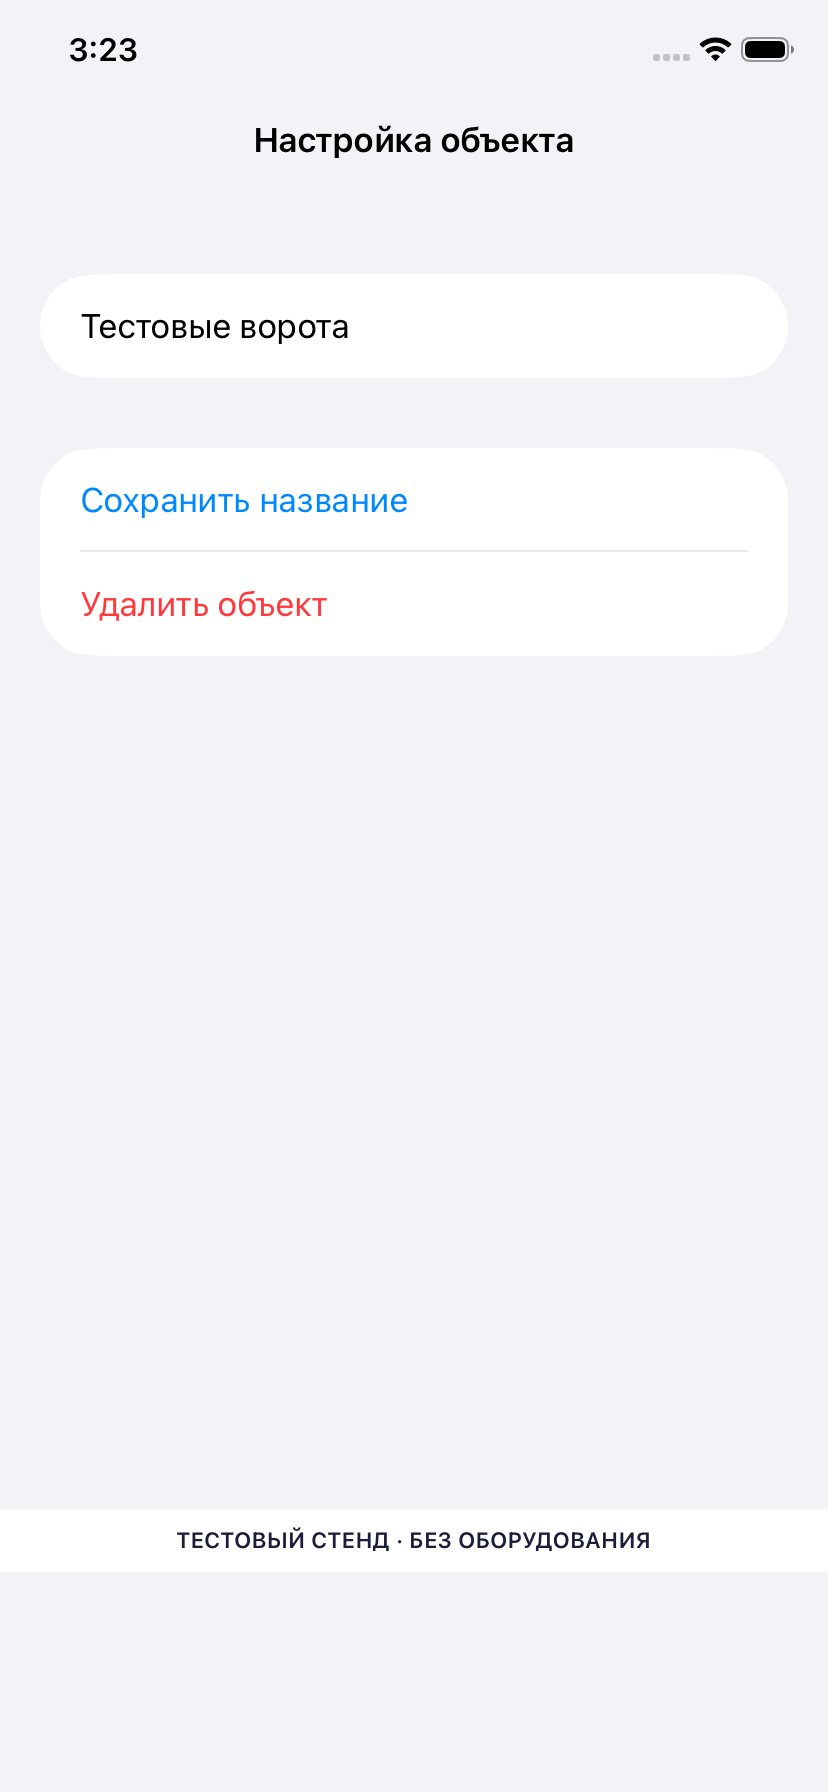 3:23
Настройка объекта
Тестовые ворота
Сохранить название
Удалить объект
ТЕСТОВЫЙ СТЕНД · БЕЗ ОБОРУДОВАНИЯ